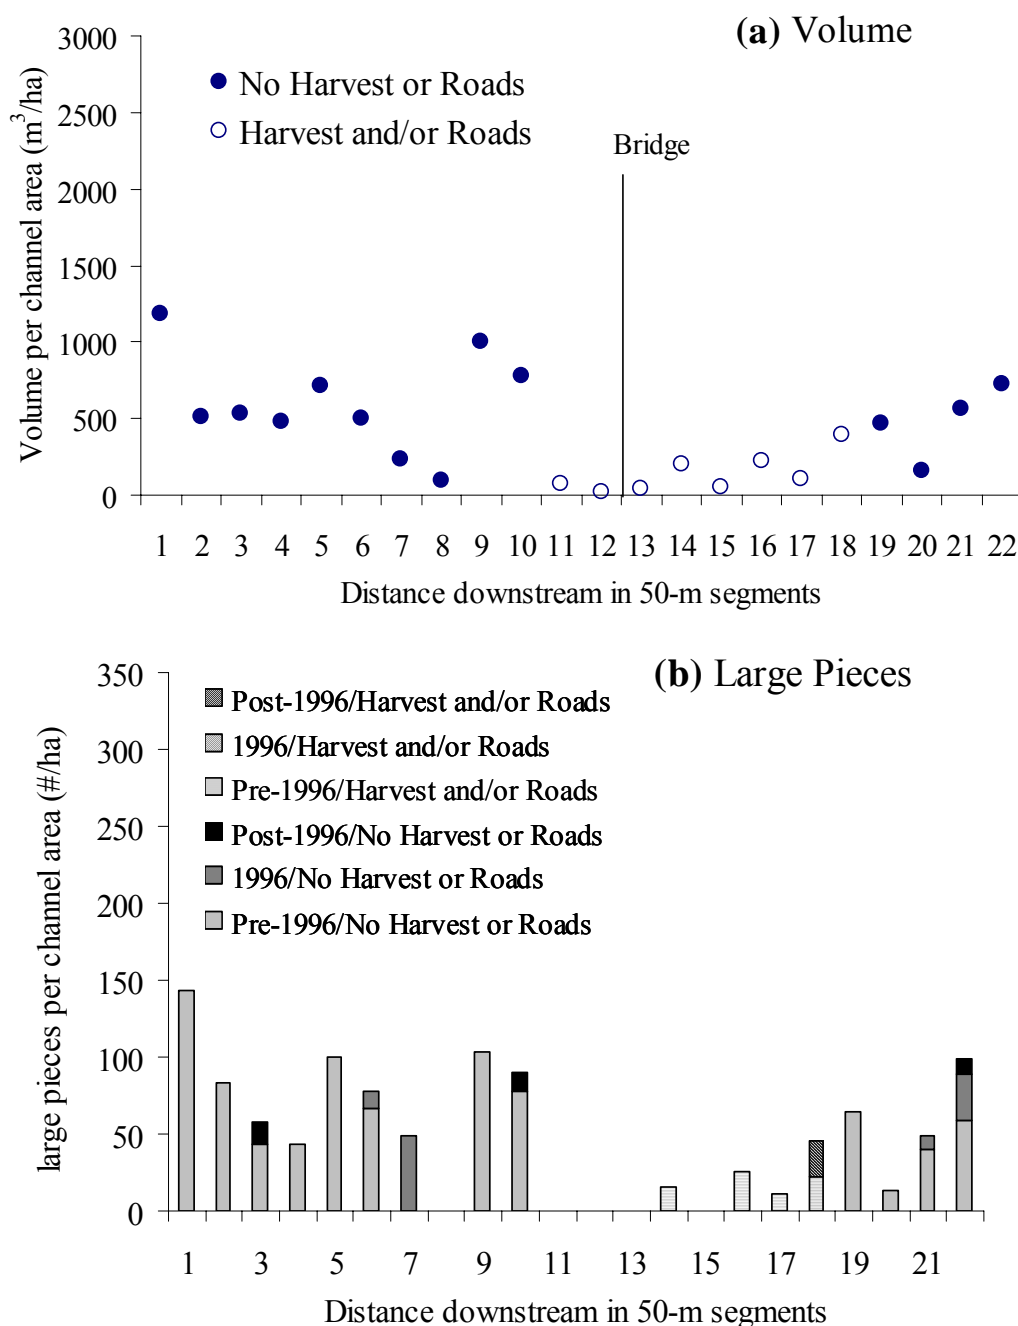 (a) Volume
3000
2500
2000
1500
1000
500
0
Volume per channel area (m³/ha)
No Harvest or Roads
Harvest and/or Roads
Bridge
1 2 3 4 5 6 7 8 9 10 11 12 13 14 15 16 17 18 19 20 21 22
Distance downstream in 50-m segments
(b) Large Pieces
350
300
250
200
150
100
50
0
large pieces per channel area (#/ha)
Post-1996/Harvest and/or Roads
1996/Harvest and/or Roads
Pre-1996/Harvest and/or Roads
Post-1996/No Harvest or Roads
1996/No Harvest or Roads
Pre-1996/No Harvest or Roads
1 3 5 7 9 11 13 15 17 19 21
Distance downstream in 50-m segments